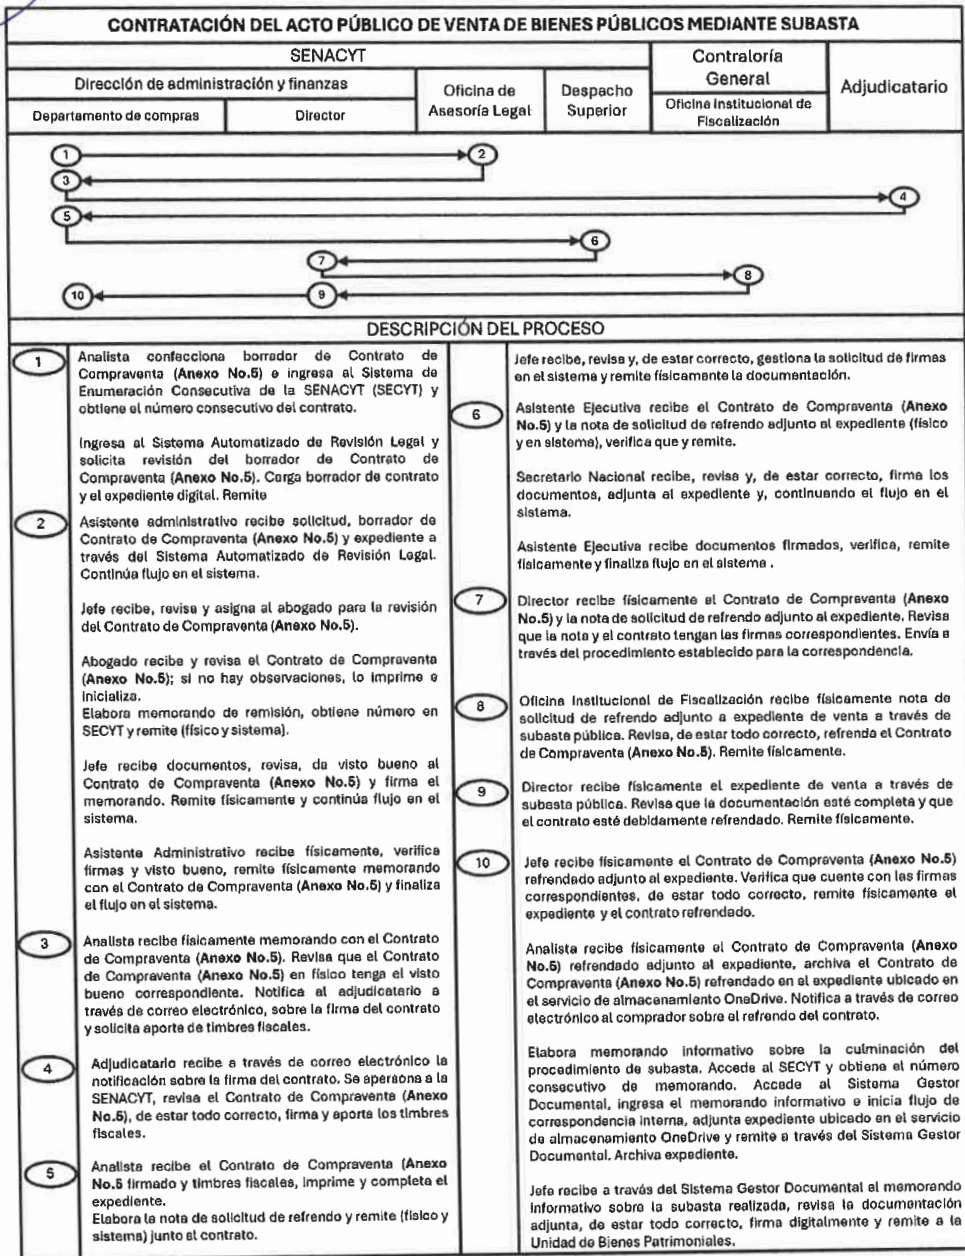 CONTRATACIÓN DEL ACTO PÚBLICO DE VENTA DE BIENES PÚBLICOS MEDIANTE SUBASTA
SENACYT
Contraloría
General
Adjudicatario
Dirección de administración y finanzas
Oficina de
Asesoría Legal
Despacho
Superior
Departamento de compras
Director
Oficina Institucional de
Fiscalización
1
2
3
4
5
6
7
8
10
9
DESCRIPCIÓN DEL PROCESO
1
Analista confecciona borrador de Contrato de
Compraventa (Anexo No.5) e ingresa al Sistema de
Enumeración Consecutiva de la SENACYT (SECYT) y
obtiene el número consecutivo del contrato.
Ingresa al Sistema Automatizado de Revisión Legal y
solicita revisión del borrador de Contrato de
Compraventa (Anexo No.5). Carga borrador de contrato
y el expediente digital. Remite
2
Asistente administrativo recibe solicitud, borrador de
Contrato de Compraventa (Anexo No.5) y expediente a
través del Sistema Automatizado de Revisión Legal.
Continúa flujo en el sistema.
Jefe recibe, revisa y asigna al abogado para la revisión
del Contrato de Compraventa (Anexo No.5).
Abogado recibe y revisa el Contrato de Compraventa
(Anexo No.5); si no hay observaciones, lo imprime e
inicializa.
Elabora memorando de remisión, obtiene número en
SECYT y remite (físico y sistema).
Jefe recibe documentos, revisa, da visto bueno al
Contrato de Compraventa (Anexo No.5) y firma el
memorando. Remite físicamente y continúa flujo en el
sistema.
Asistente Administrativo recibe físicamente, verifica
firmas y visto bueno, remite físicamente memorando
con el Contrato de Compraventa (Anexo No.5) y finaliza
el flujo en el sistema.
3
Analista recibe físicamente memorando con el Contrato
de Compraventa (Anexo No.5). Revisa que el Contrato
de Compraventa (Anexo No.5) en físico tenga el visto
bueno correspondiente. Notifica al adjudicatario a
través de correo electrónico, sobre la firma del contrato
y solicita aporte de timbres fiscales.
4
Adjudicatario recibe a través de correo electrónico la
notificación sobre la firma del contrato. Se apersona a la
SENACYT, revisa el Contrato de Compraventa (Anexo
No.5), de estar todo correcto, firma y aporta los timbres
fiscales.
5
Analista recibe el Contrato de Compraventa (Anexo
No.5 firmado y timbres fiscales, imprime y completa el
expediente.
Elabora la nota de solicitud de refrendo y remite (físico y
sistema) junto al contrato.
Jefe recibe, revisa y, de estar correcto, gestiona la solicitud de firmas
en el sistema y remite físicamente la documentación.
6
Asistente Ejecutiva recibe el Contrato de Compraventa (Anexo
No.5) y la nota de solicitud de refrendo adjunto al expediente (físico
y en sistema), verifica que y remite.
Secretario Nacional recibe, revisa y, de estar correcto, firma los
documentos, adjunta al expediente y, continuando el flujo en el
sistema.
Asistente Ejecutiva recibe documentos firmados, verifica, remite
físicamente y finaliza flujo en el sistema .
7
Director recibe físicamente el Contrato de Compraventa (Anexo
No.5) y la nota de solicitud de refrendo adjunto al expediente. Revisa
que la nota y el contrato tengan las firmas correspondientes. Envía a
través del procedimiento establecido para la correspondencia.
8
Oficina Institucional de Fiscalización recibe físicamente nota de
solicitud de refrendo adjunto a expediente de venta a través de
subasta pública. Revisa, de estar todo correcto, refrenda el Contrato
de Compraventa (Anexo No.5). Remite físicamente.
9
Director recibe físicamente el expediente de venta a través de
subasta pública. Revisa que la documentación esté completa y que
el contrato esté debidamente refrendado. Remite físicamente.
10
Jefe recibe físicamente el Contrato de Compraventa (Anexo No.5)
refrendado adjunto al expediente. Verifica que cuente con las firmas
correspondientes, de estar todo correcto, remite físicamente el
expediente y el contrato refrendado.
Analista recibe físicamente el Contrato de Compraventa (Anexo
No.5) refrendado adjunto al expediente, archiva el Contrato de
Compraventa (Anexo No.5) refrendado en el expediente ubicado en
el servicio de almacenamiento OneDrive. Notifica a través de correo
electrónico al comprador sobre el refrendo del contrato.
Elabora memorando informativo sobre la culminación del
procedimiento de subasta. Accede al SECYT y obtiene el número
consecutivo de memorando. Accede al Sistema Gestor
Documental, ingresa el memorando informativo e inicia flujo de
correspondencia interna, adjunta expediente ubicado en el servicio
de almacenamiento OneDrive y remite a través del Sistema Gestor
Documental. Archiva expediente.
Jefe recibe a través del Sistema Gestor Documental el memorando
informativo sobre la subasta realizada, revisa la documentación
adjunta, de estar todo correcto, firma digitalmente y remite a la
Unidad de Bienes Patrimoniales.